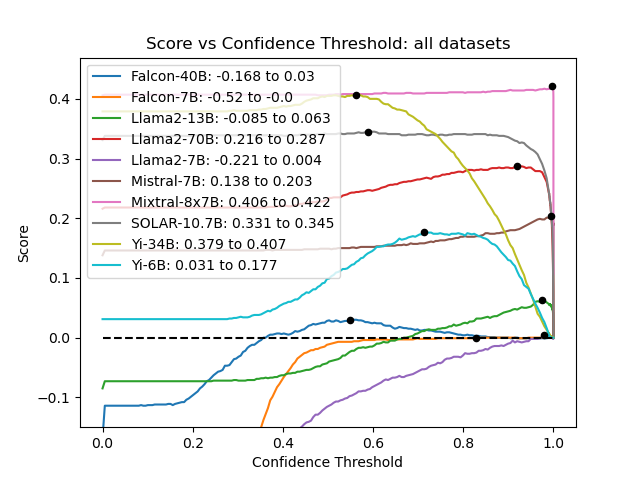 Score vs Confidence Threshold: all datasets
Falcon-40B: -0.168 to 0.03
Falcon-7B: -0.52 to -0.0
Llama2-13B: -0.085 to 0.063
Llama2-70B: 0.216 to 0.287
Llama2-7B: -0.221 to 0.004
Mistral-7B: 0.138 to 0.203
Mixtral-8x7B: 0.406 to 0.422
SOLAR-10.7B: 0.331 to 0.345
Yi-34B: 0.379 to 0.407
Yi-6B: 0.031 to 0.177
Score
0.4
0.3
0.2
0.1
0.0
−0.1
0.0 0.2 0.4 0.6 0.8 1.0
Confidence Threshold